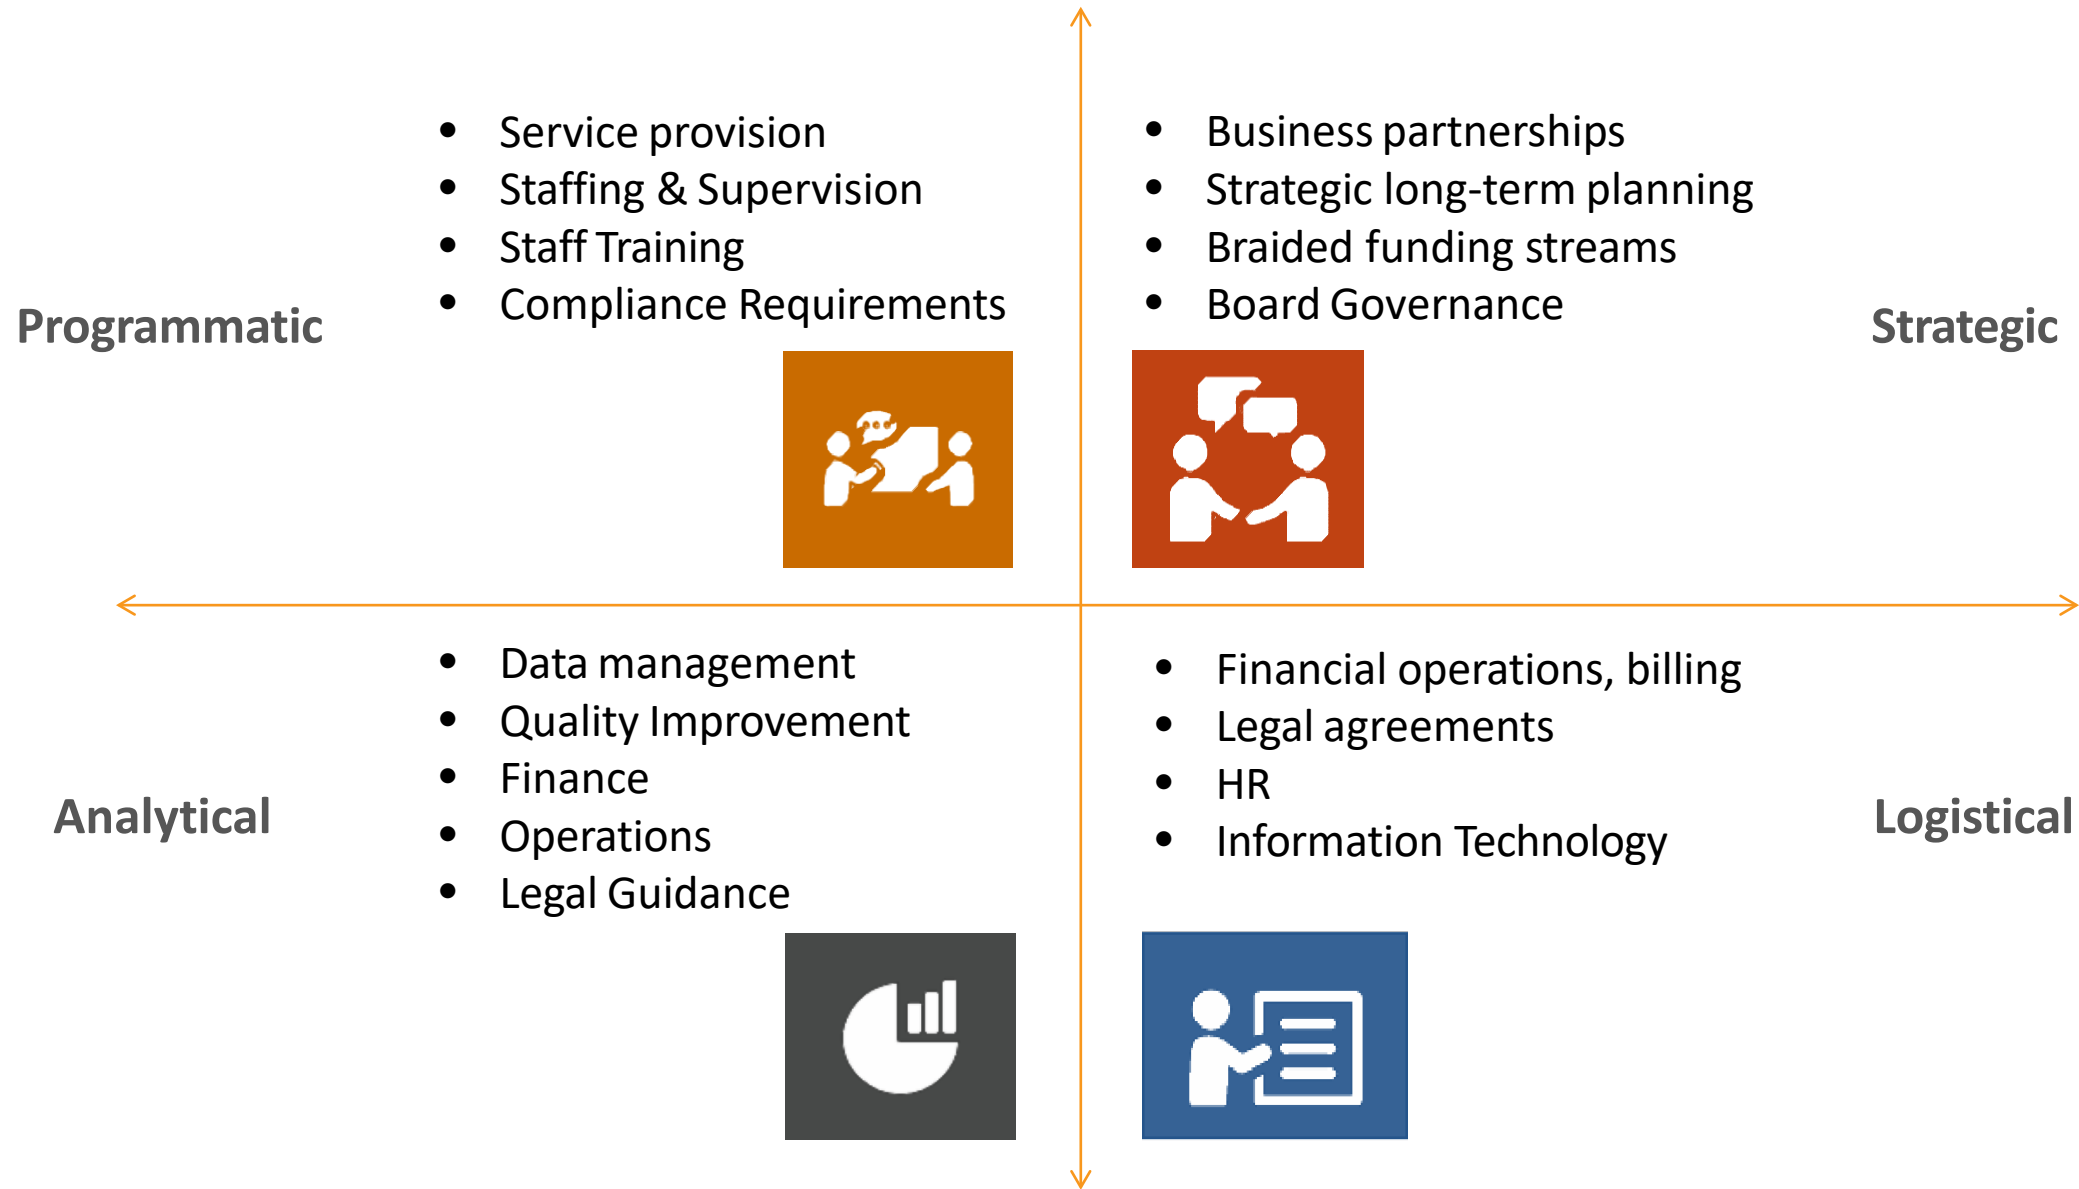 Programmatic
• Service provision
• Staffing & Supervision
• Staff Training
• Compliance Requirements
• Business partnerships
• Strategic long-term planning
• Braided funding streams
• Board Governance
Strategic
Analytical
• Data management
• Quality Improvement
• Finance
• Operations
• Legal Guidance
• Financial operations, billing
• Legal agreements
• HR
• Information Technology
Logistical